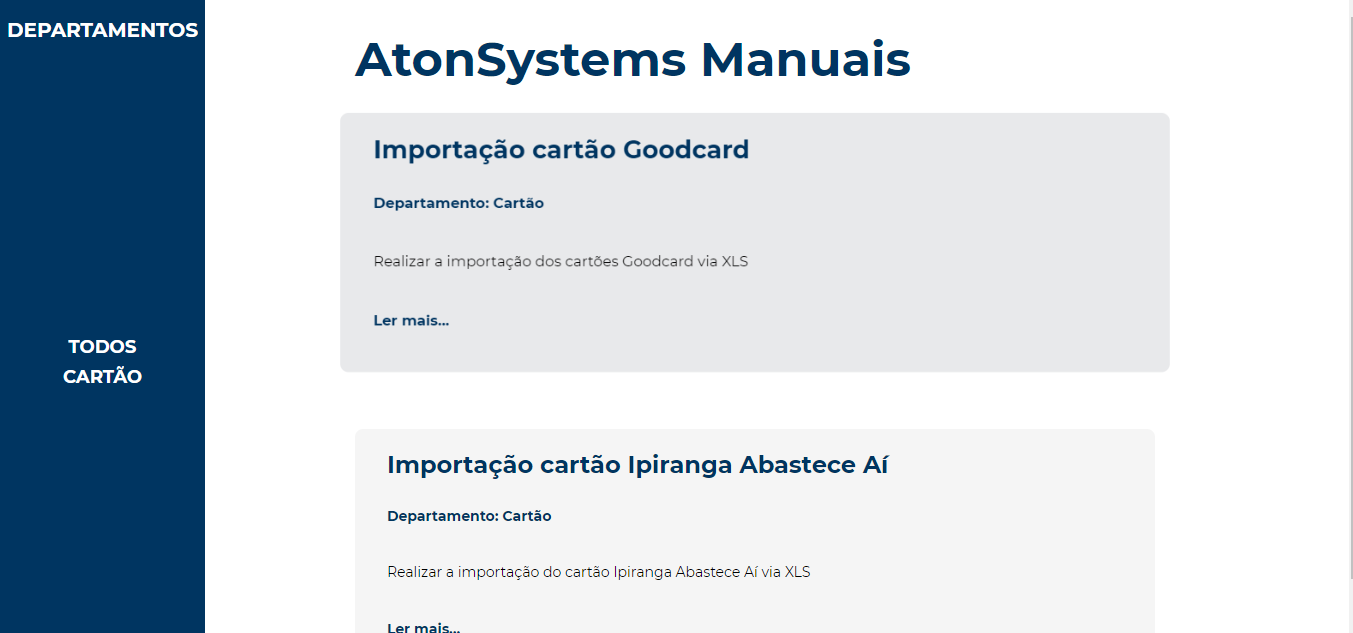 DEPARTAMENTOS
TODOS
CARTÃO
AtonSystems Manuais
Importação cartão Goodcard
Departamento: Cartão
Realizar a importação dos cartões Goodcard via XLS
Ler mais...
Importação cartão Ipiranga Abastece Aí
Departamento: Cartão
Realizar a importação do cartão Ipiranga Abastece Aí via XLS
Ler mais...